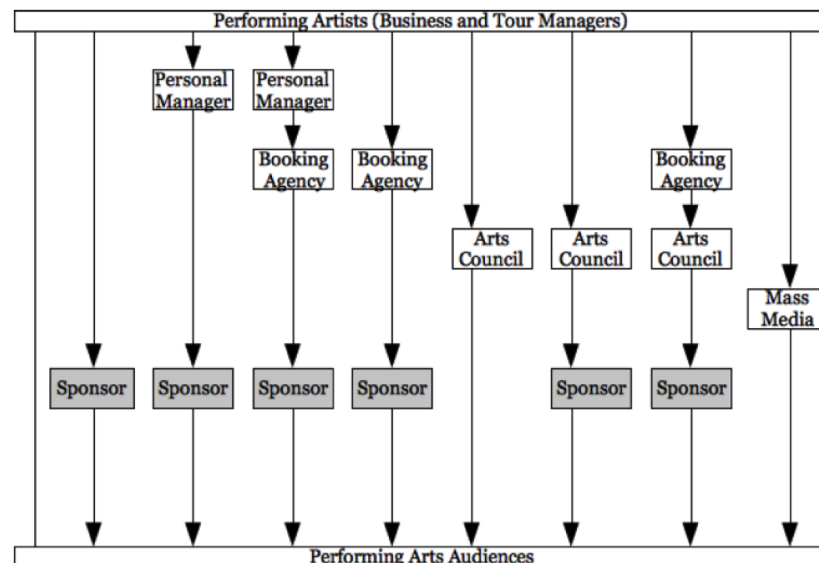 Performing Artists (Business and Tour Managers)
Personal
Manager
Personal
Manager
Booking
Agency
Booking
Agency
Booking
Agency
Arts
Council
Arts
Council
Arts
Council
Mass
Media
Sponsor
Sponsor
Sponsor
Sponsor
Sponsor
Sponsor
Performing Arts Audiences